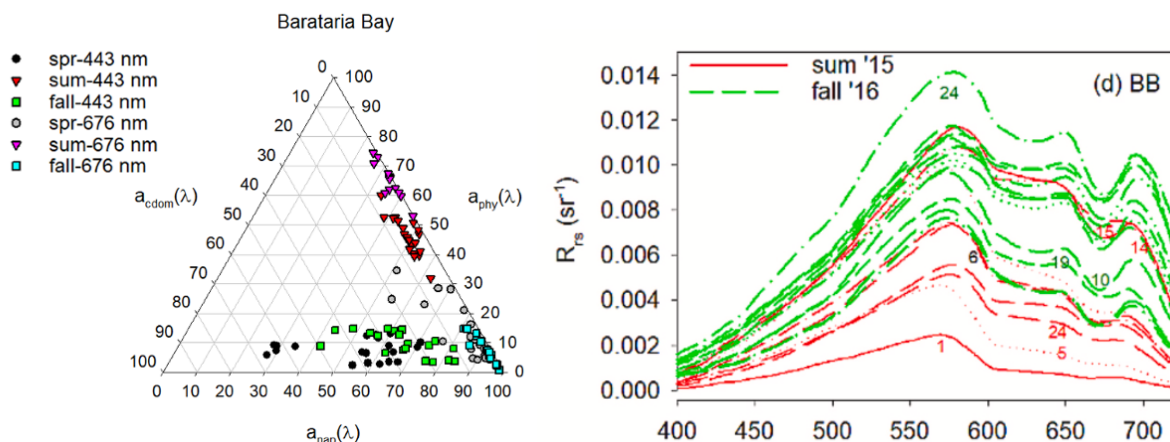 Barataria Bay
spr-443 nm
sum-443 nm
fall-443 nm
spr-676 nm
sum-676 nm
fall-676 nm
0
10
20
30
40
50
60
70
80
90
100
a_cdom(λ)
100
90
80
70
60
50
40
30
20
10
0
a_phy(λ)
0 10 20 30 40 50 60 70 80 90 100
a_nap(λ)
R_rs (sr⁻¹)
0.014
0.012
0.010
0.008
0.006
0.004
0.002
0.000
sum '15
fall '16
(d) BB
24
15
14
6
19
10
24
5
1
400 450 500 550 600 650 700